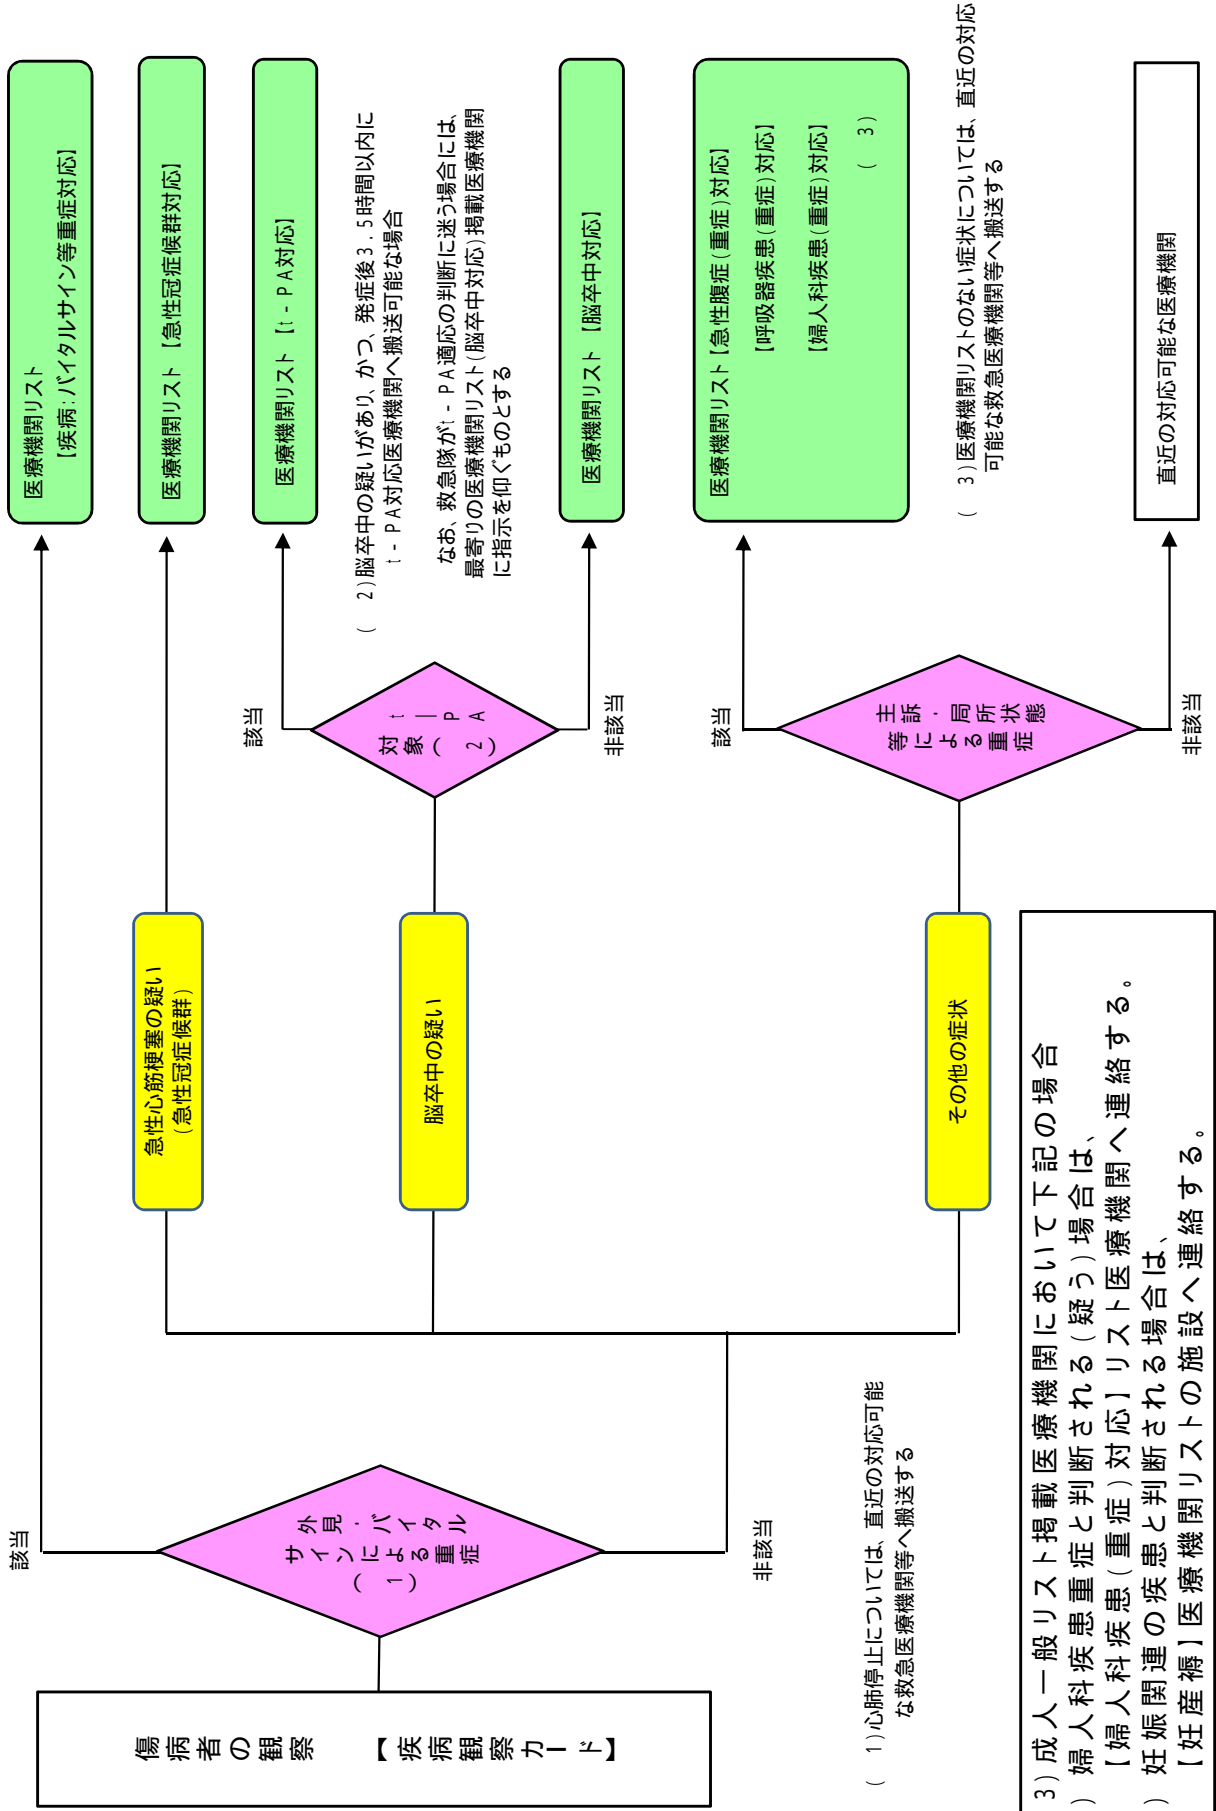 傷病者の観察　【疾病観察カード】
外見・バイタル
サインによる重症
(　1)
該当
非該当
(　1)心肺停止については、直近の対応可能
な救急医療機関等へ搬送する
急性心筋梗塞の疑い
(急性冠症候群)
脳卒中の疑い
その他の症状
t－PA
対象(　2)
該当
非該当
主訴・局所状態
等による重症
該当
非該当
医療機関リスト
【疾病:バイタルサイン等重症対応】
医療機関リスト【急性冠症候群対応】
医療機関リスト【t-PA対応】
(　2)脳卒中の疑いがあり、かつ、発症後3.5時間以内に
t-PA対応医療機関へ搬送可能な場合
なお、救急隊がt-PA適応の判断に迷う場合には、
最寄りの医療機関リスト(脳卒中対応)掲載医療機関
に指示を仰ぐものとする
医療機関リスト【脳卒中対応】
医療機関リスト【急性腹症(重症)対応】
【呼吸器疾患(重症)対応】
【婦人科疾患(重症)対応】
(　3)
(　3)医療機関リストのない症状については、直近の対応
可能な救急医療機関等へ搬送する
直近の対応可能な医療機関
3)成人一般リスト掲載医療機関において下記の場合
) 婦人科疾患重症と判断される(疑う)場合は、
【婦人科疾患(重症)対応】リスト医療機関へ連絡する。
) 妊娠関連の疾患と判断される場合は、
【妊産褥】医療機関リストの施設へ連絡する。